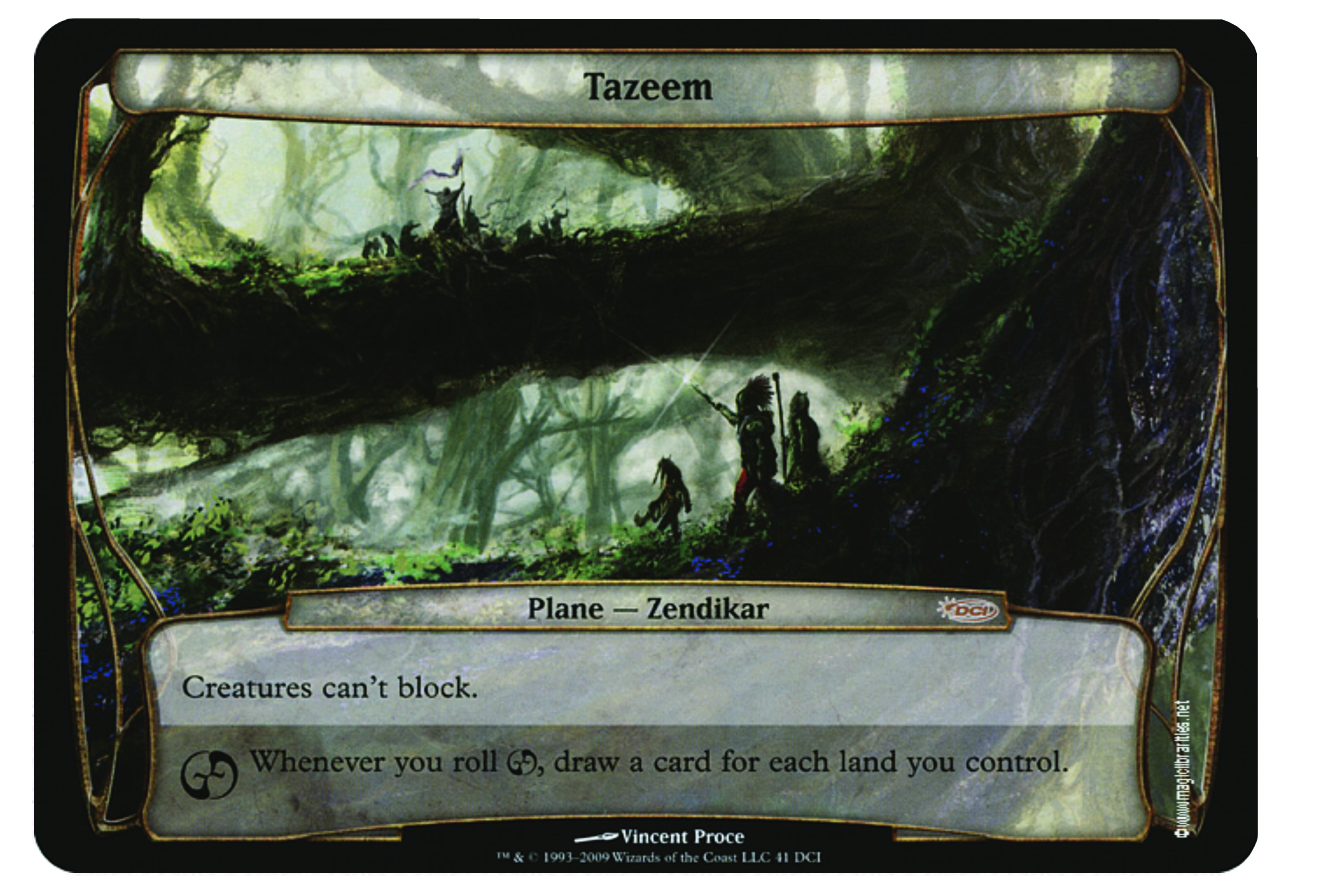 Tazeem
Plane — Zendikar
DCI
Creatures can't block.
Whenever you roll , draw a card for each land you control.
Vincent Proce
™ & © 1993–2009 Wizards of the Coast LLC 41 DCI
©www.magiclibrarities.net